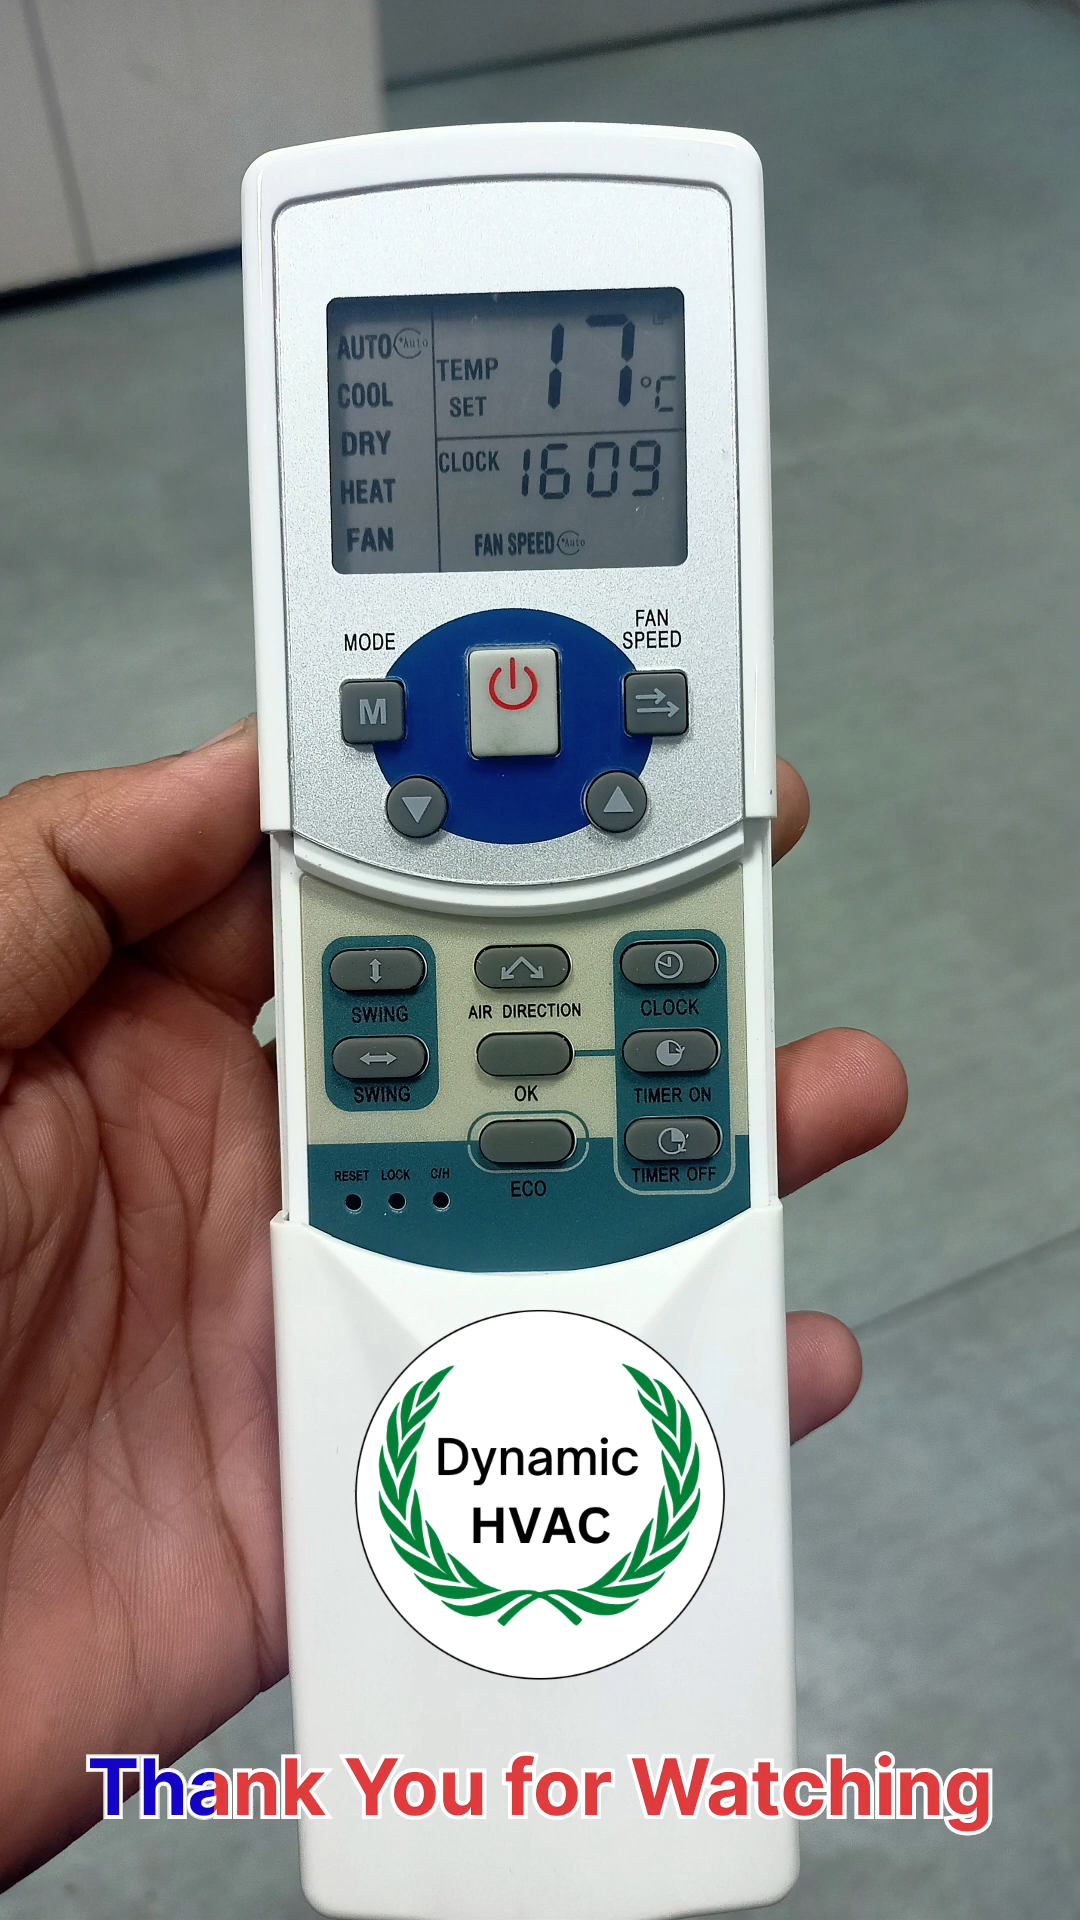 AUTO Auto
COOL
DRY
HEAT
FAN
TEMP
SET
17°C
CLOCK 1609
FAN SPEED Auto
MODE
FAN
SPEED
M
SWING
AIR DIRECTION
CLOCK
SWING
OK
TIMER ON
RESET LOCK C/H
ECO
TIMER OFF
Dynamic
HVAC
Thank You for Watching